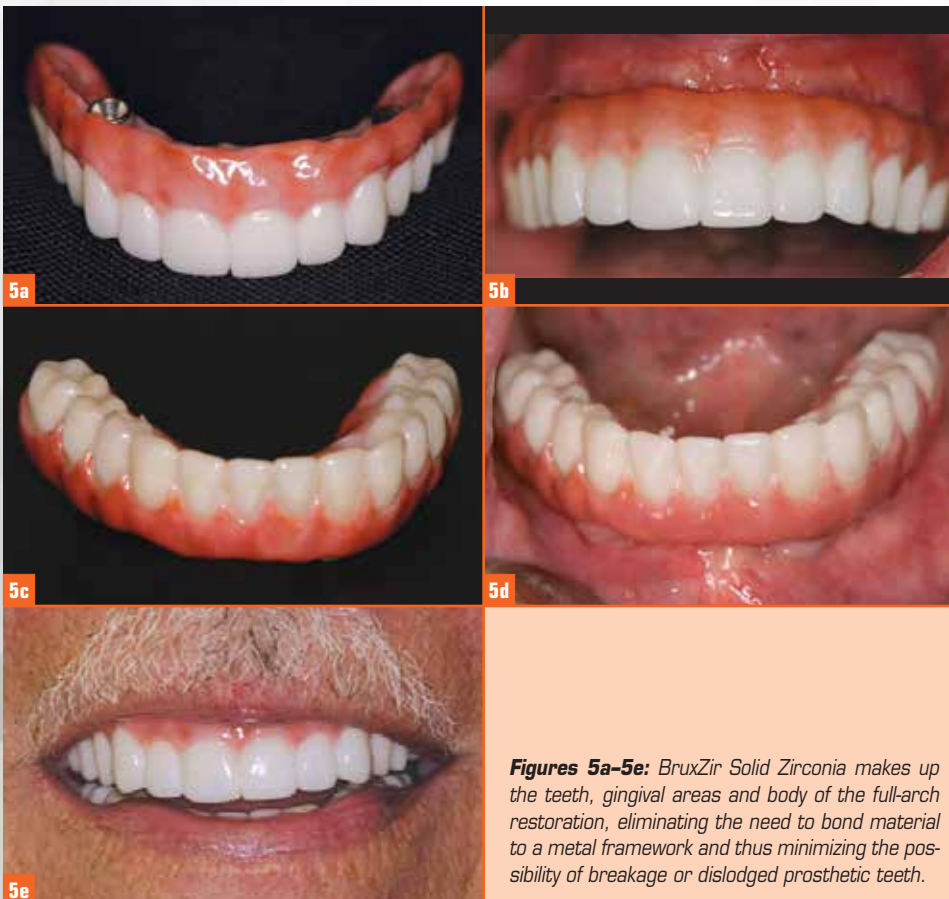 5a
5b
5c
5d
5e
Figures 5a–5e: BruxZir Solid Zirconia makes up
the teeth, gingival areas and body of the full-arch
restoration, eliminating the need to bond material
to a metal framework and thus minimizing the pos-
sibility of breakage or dislodged prosthetic teeth.